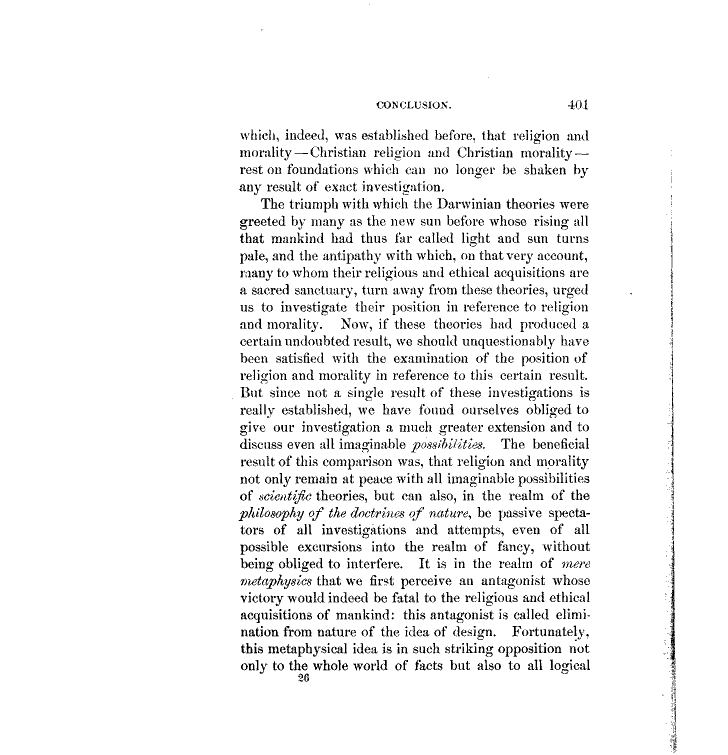 CONCLUSION. 401
which, indeed, was established before, that religion and
morality—Christian religion and Christian morality—
rest on foundations which can no longer be shaken by
any result of exact investigation.
The triumph with which the Darwinian theories were
greeted by many as the new sun before whose rising all
that mankind had thus far called light and sun turns
pale, and the antipathy with which, on that very account,
many to whom their religious and ethical acquisitions are
a sacred sanctuary, turn away from these theories, urged
us to investigate their position in reference to religion
and morality. Now, if these theories had produced a
certain undoubted result, we should unquestionably have
been satisfied with the examination of the position of
religion and morality in reference to this certain result.
But since not a single result of these investigations is
really established, we have found ourselves obliged to
give our investigation a much greater extension and to
discuss even all imaginable possibilities. The beneficial
result of this comparison was, that religion and morality
not only remain at peace with all imaginable possibilities
of scientific theories, but can also, in the realm of the
philosophy of the doctrines of nature, be passive specta-
tors of all investigations and attempts, even of all
possible excursions into the realm of fancy, without
being obliged to interfere. It is in the realm of mere
metaphysics that we first perceive an antagonist whose
victory would indeed be fatal to the religious and ethical
acquisitions of mankind: this antagonist is called elimi-
nation from nature of the idea of design. Fortunately,
this metaphysical idea is in such striking opposition not
only to the whole world of facts but also to all logical
26